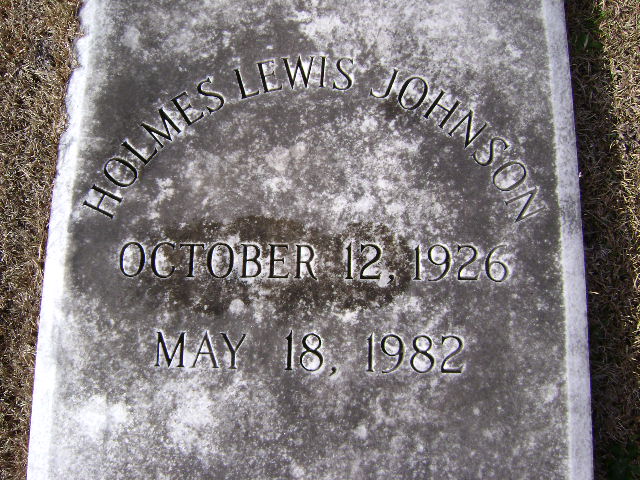 HOLMES LEWIS JOHNSON
OCTOBER 12, 1926
MAY 18, 1982